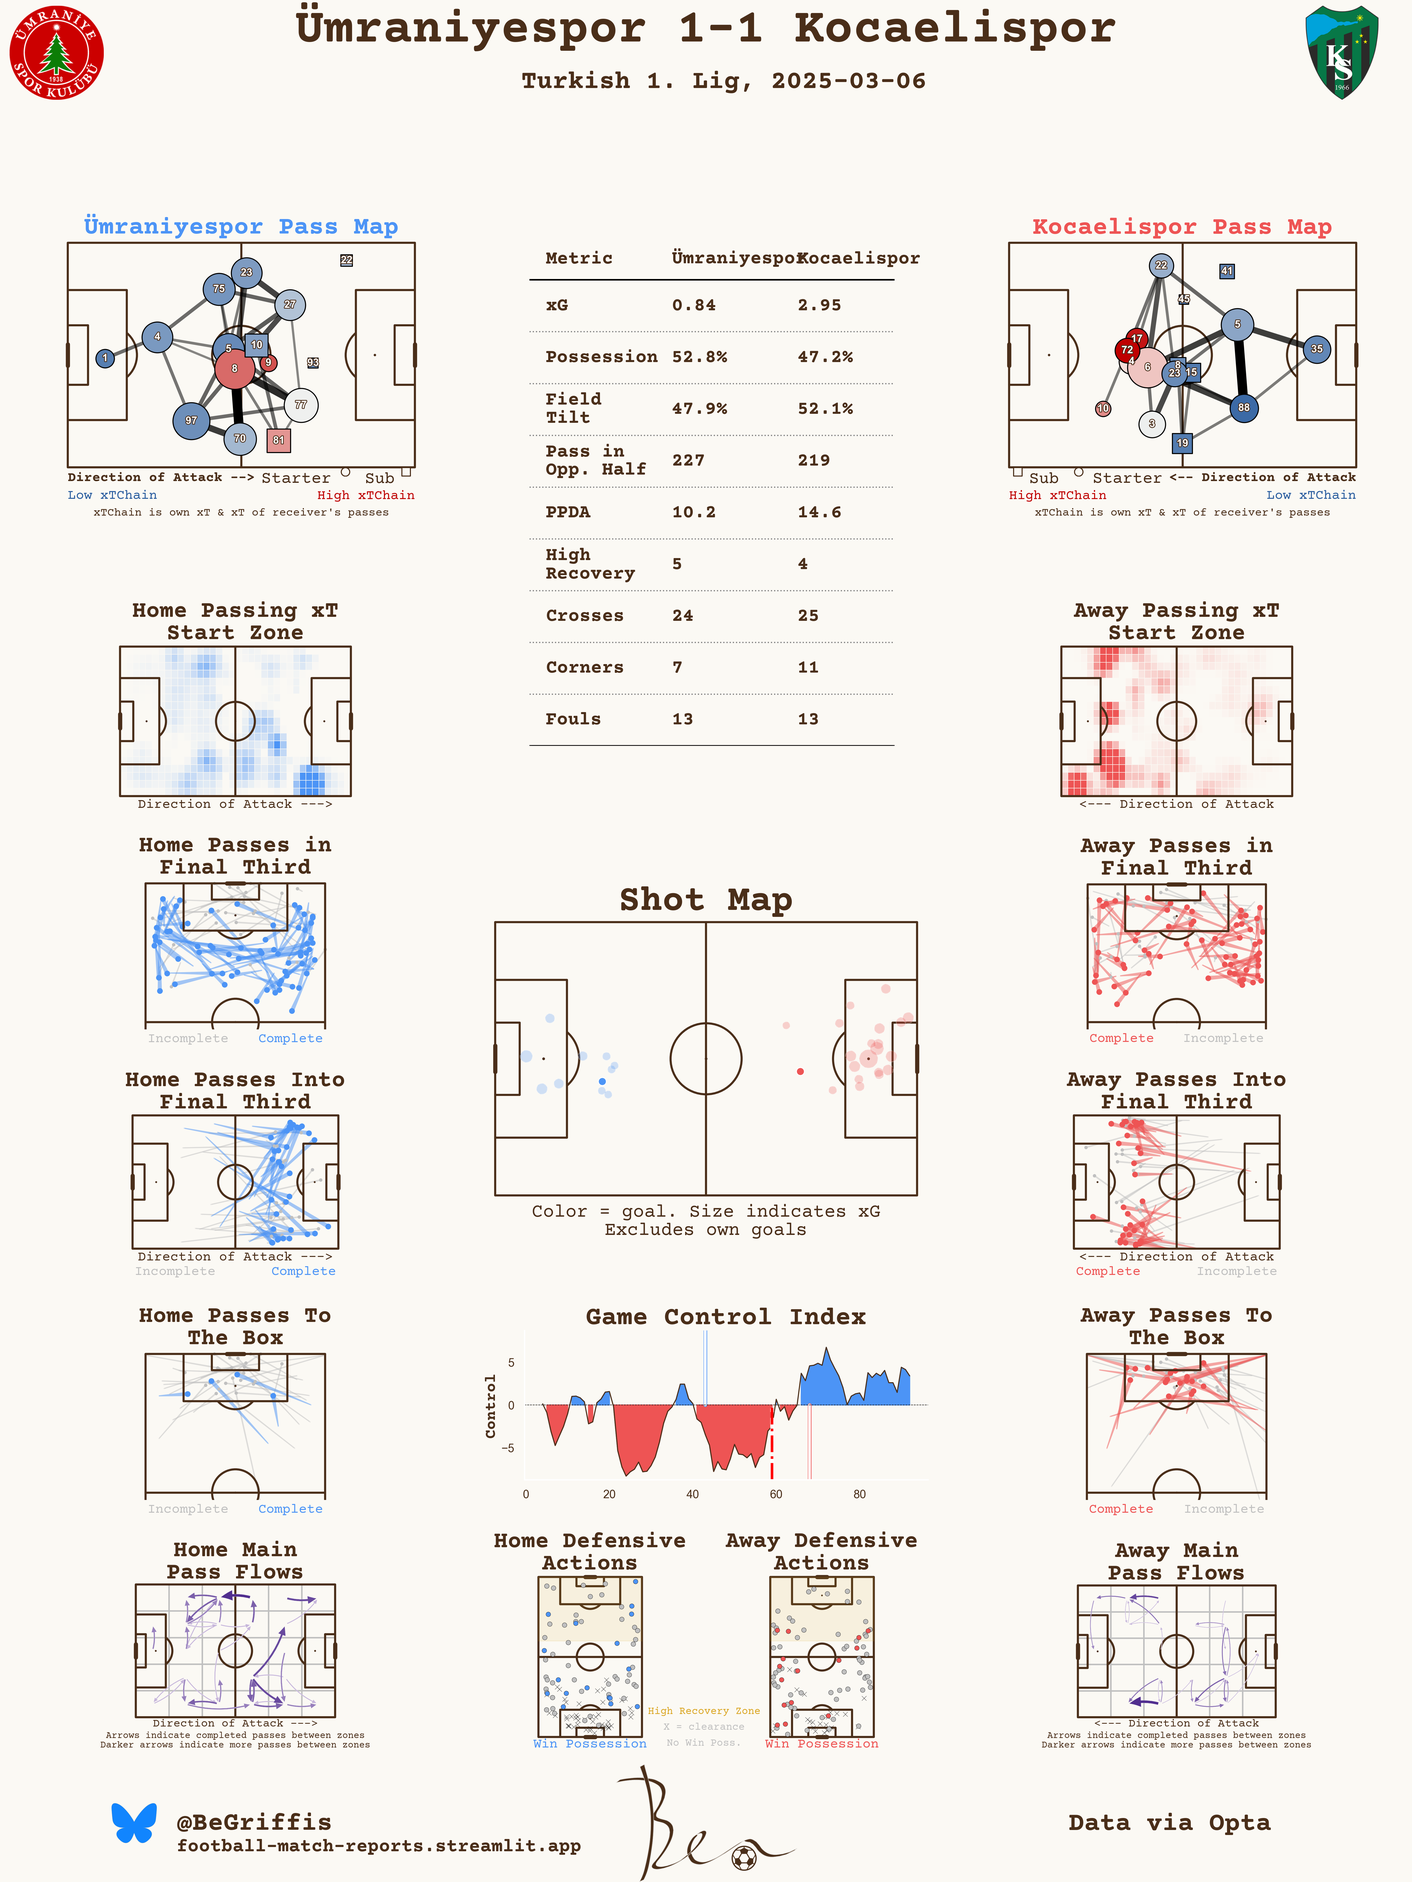 Ümraniyespor 1-1 Kocaelispor
Turkish 1. Lig, 2025-03-06
ÜMRANİYE
SPOR KULÜBÜ
1938
KS
1966
Ümraniyespor Pass Map
22
23
75
27
4
1
5
10
8
9
93
77
97
70
81
Direction of Attack --> Starter Sub
Low xTChain High xTChain
xTChain is own xT & xT of receiver's passes
Metric Ümraniyespor Kocaelispor
xG 0.84 2.95
Possession 52.8% 47.2%
Field
Tilt 47.9% 52.1%
Pass in
Opp. Half 227 219
PPDA 10.2 14.6
High
Recovery 5 4
Crosses 24 25
Corners 7 11
Fouls 13 13
Kocaelispor Pass Map
22
41
45
5
17
72
4
6
8
23
15
35
10
88
3
19
Sub Starter <-- Direction of Attack
High xTChain Low xTChain
xTChain is own xT & xT of receiver's passes
Home Passing xT
Start Zone
Direction of Attack --->
Away Passing xT
Start Zone
<--- Direction of Attack
Home Passes in
Final Third
Incomplete Complete
Away Passes in
Final Third
Complete Incomplete
Shot Map
Color = goal. Size indicates xG
Excludes own goals
Home Passes Into
Final Third
Direction of Attack --->
Incomplete Complete
Away Passes Into
Final Third
<--- Direction of Attack
Complete Incomplete
Home Passes To
The Box
Incomplete Complete
Game Control Index
Control
5
0
−5
0 20 40 60 80
Away Passes To
The Box
Complete Incomplete
Home Main
Pass Flows
Direction of Attack --->
Arrows indicate completed passes between zones
Darker arrows indicate more passes between zones
Home Defensive
Actions
Win Possession
High Recovery Zone
X = clearance
No Win Poss.
Away Defensive
Actions
Win Possession
Away Main
Pass Flows
<--- Direction of Attack
Arrows indicate completed passes between zones
Darker arrows indicate more passes between zones
@BeGriffis
football-match-reports.streamlit.app
Ben
Data via Opta